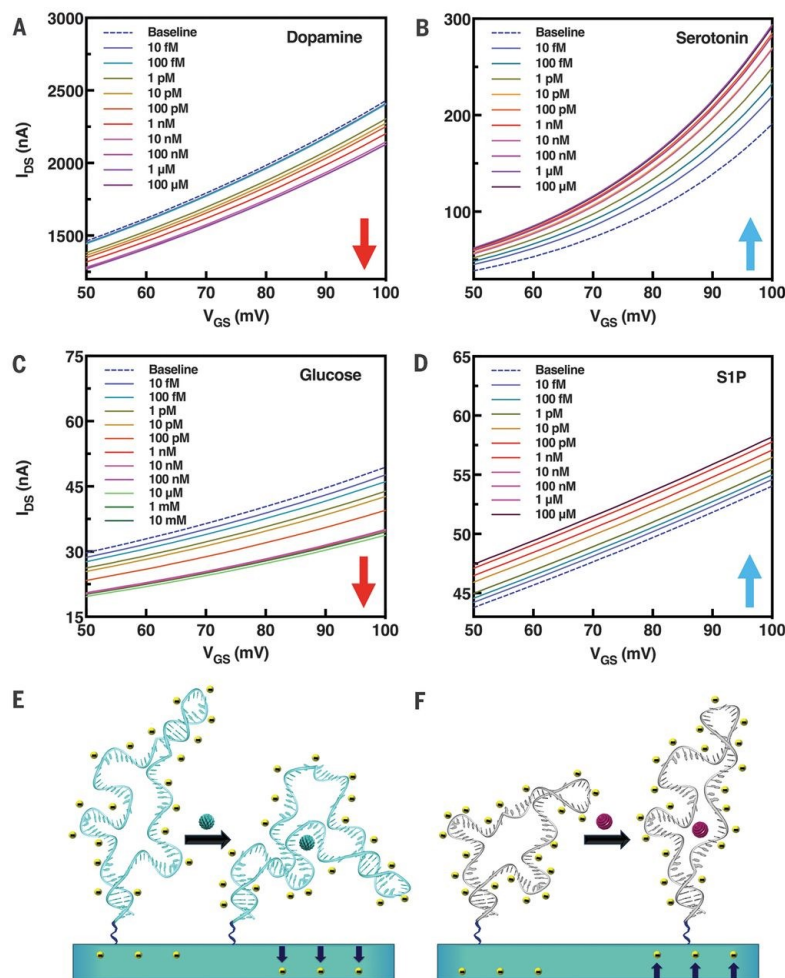 A
Dopamine
3000
2500
2000
1500
I_DS (nA)
Baseline
10 fM
100 fM
1 pM
10 pM
100 pM
1 nM
10 nM
100 nM
1 µM
100 µM
50 60 70 80 90 100
V_GS (mV)
B
Serotonin
300
200
100
Baseline
10 fM
100 fM
1 pM
10 pM
100 pM
1 nM
10 nM
100 nM
1 µM
100 µM
50 60 70 80 90 100
V_GS (mV)
C
Glucose
75
60
45
30
15
I_DS (nA)
Baseline
10 fM
100 fM
1 pM
10 pM
100 pM
1 nM
10 nM
100 nM
10 µM
1 mM
10 mM
50 60 70 80 90 100
V_GS (mV)
D
S1P
65
60
55
50
45
Baseline
10 fM
100 fM
1 pM
10 pM
100 pM
1 nM
10 nM
100 nM
1 µM
100 µM
50 60 70 80 90 100
V_GS (mV)
E
F